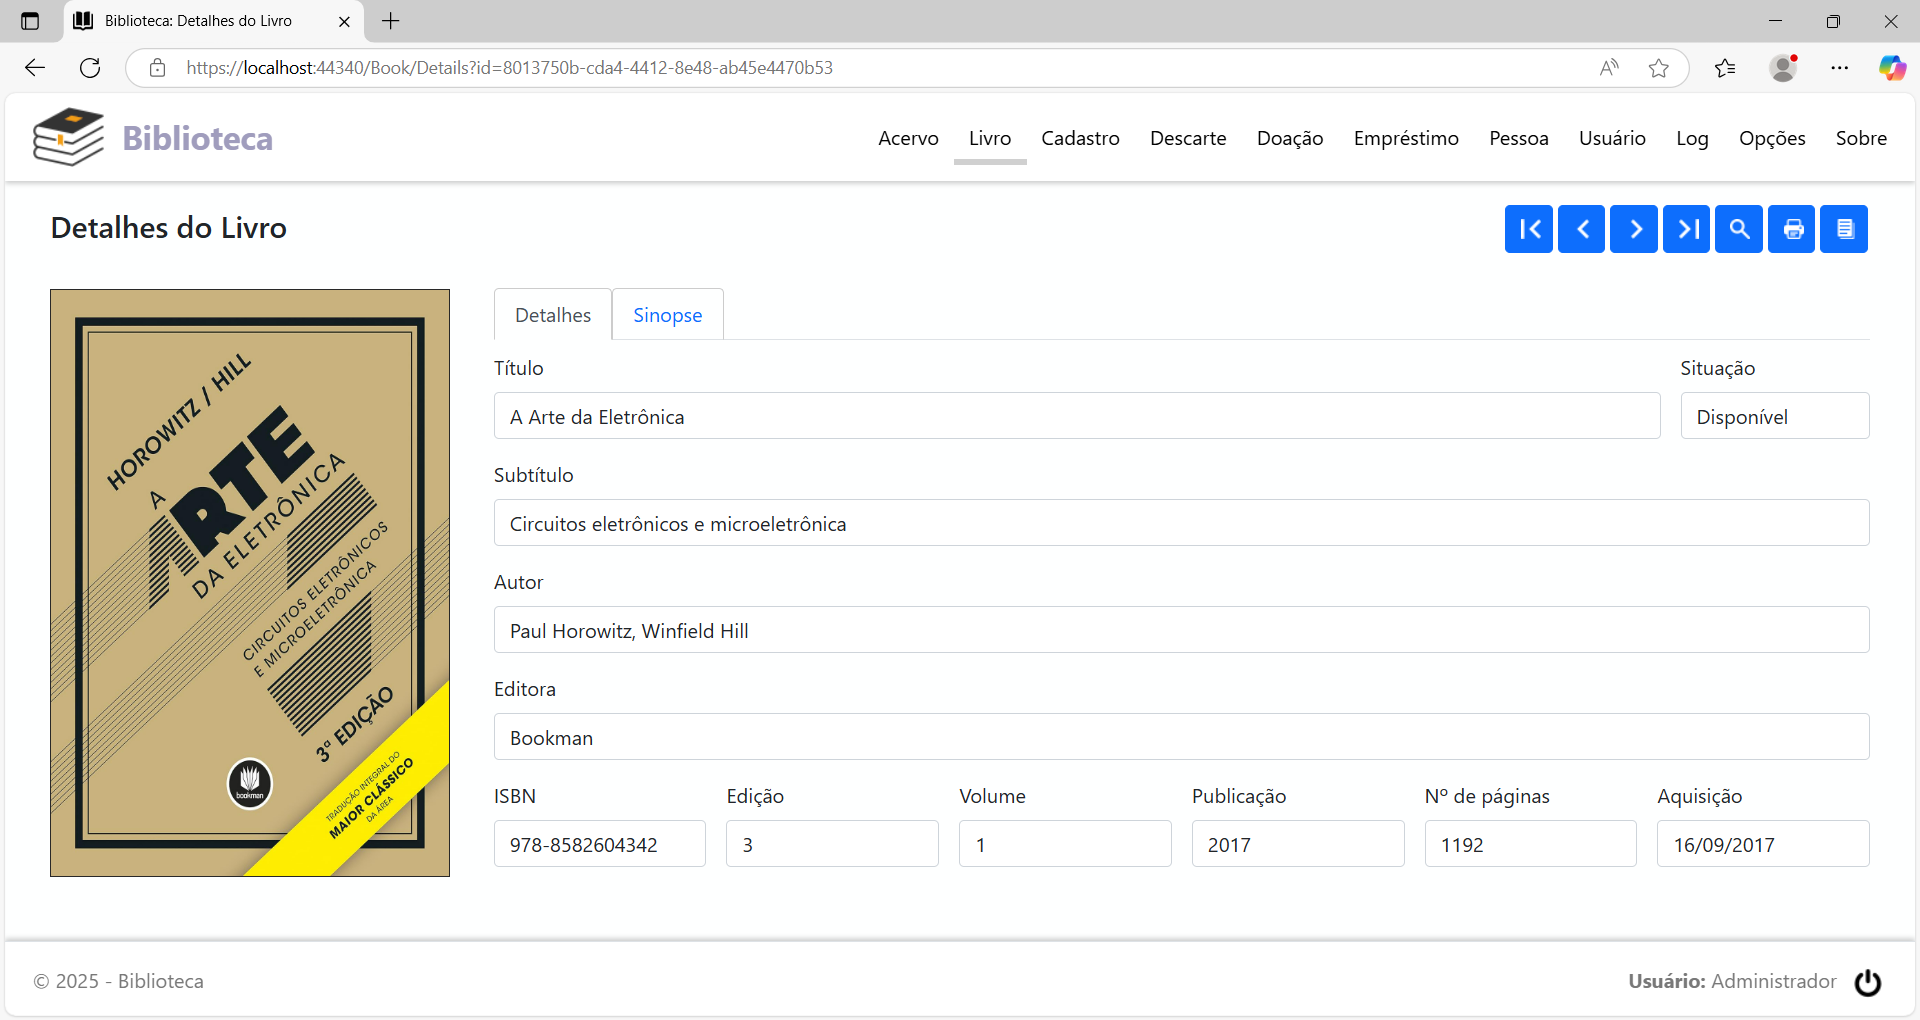 Biblioteca: Detalhes do Livro
https://localhost:44340/Book/Details?id=8013750b-cda4-4412-8e48-ab45e4470b53
Biblioteca
Acervo Livro Cadastro Descarte Doação Empréstimo Pessoa Usuário Log Opções Sobre
Detalhes do Livro
HOROWITZ / HILL
A
ARTE
DA ELETRÔNICA
CIRCUITOS ELETRÔNICOS
E MICROELETRÔNICA
3ª EDIÇÃO
bookman
TRADUÇÃO INTEGRAL DO
MAIOR CLÁSSICO
DA ÁREA
Detalhes Sinopse
Título Situação
A Arte da Eletrônica Disponível
Subtítulo
Circuitos eletrônicos e microeletrônica
Autor
Paul Horowitz, Winfield Hill
Editora
Bookman
ISBN Edição Volume Publicação Nº de páginas Aquisição
978-8582604342 3 1 2017 1192 16/09/2017
© 2025 - Biblioteca
Usuário: Administrador